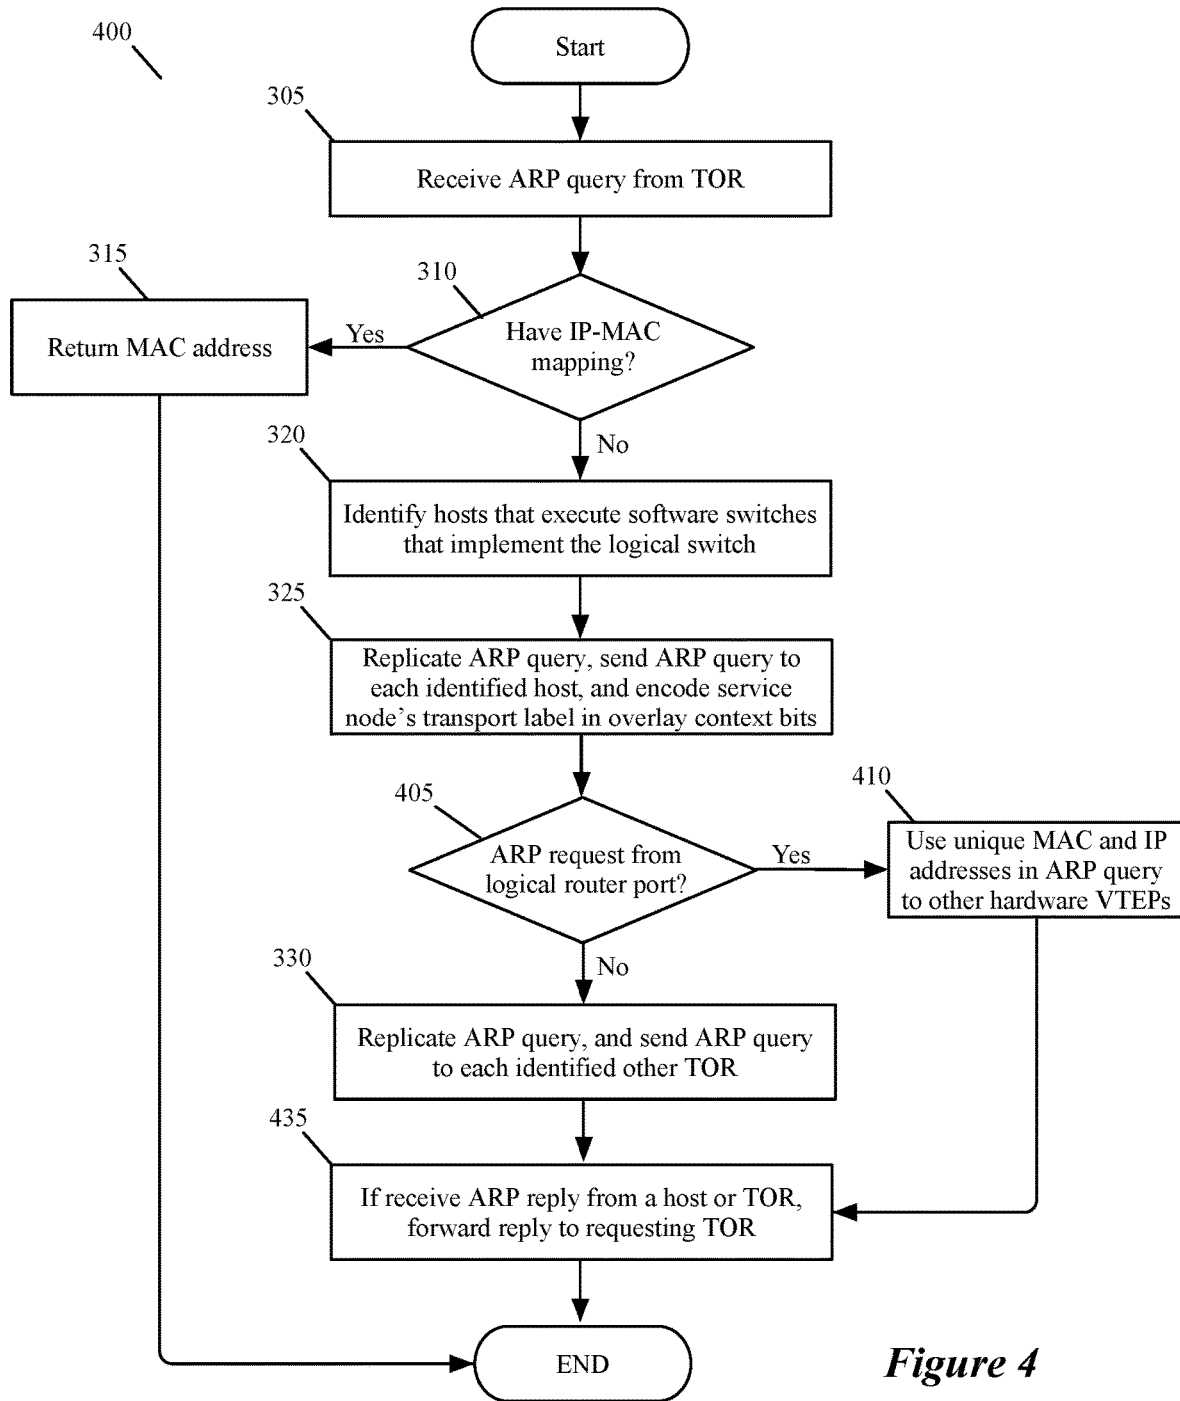 400
Start
305
Receive ARP query from TOR
315
310
Return MAC address
Yes
Have IP-MAC
mapping?
320
No
Identify hosts that execute software switches
that implement the logical switch
325
Replicate ARP query, send ARP query to
each identified host, and encode service
node's transport label in overlay context bits
405
410
ARP request from
logical router port?
Yes
Use unique MAC and IP
addresses in ARP query
to other hardware VTEPs
330
No
Replicate ARP query, and send ARP query
to each identified other TOR
435
If receive ARP reply from a host or TOR,
forward reply to requesting TOR
END
Figure 4